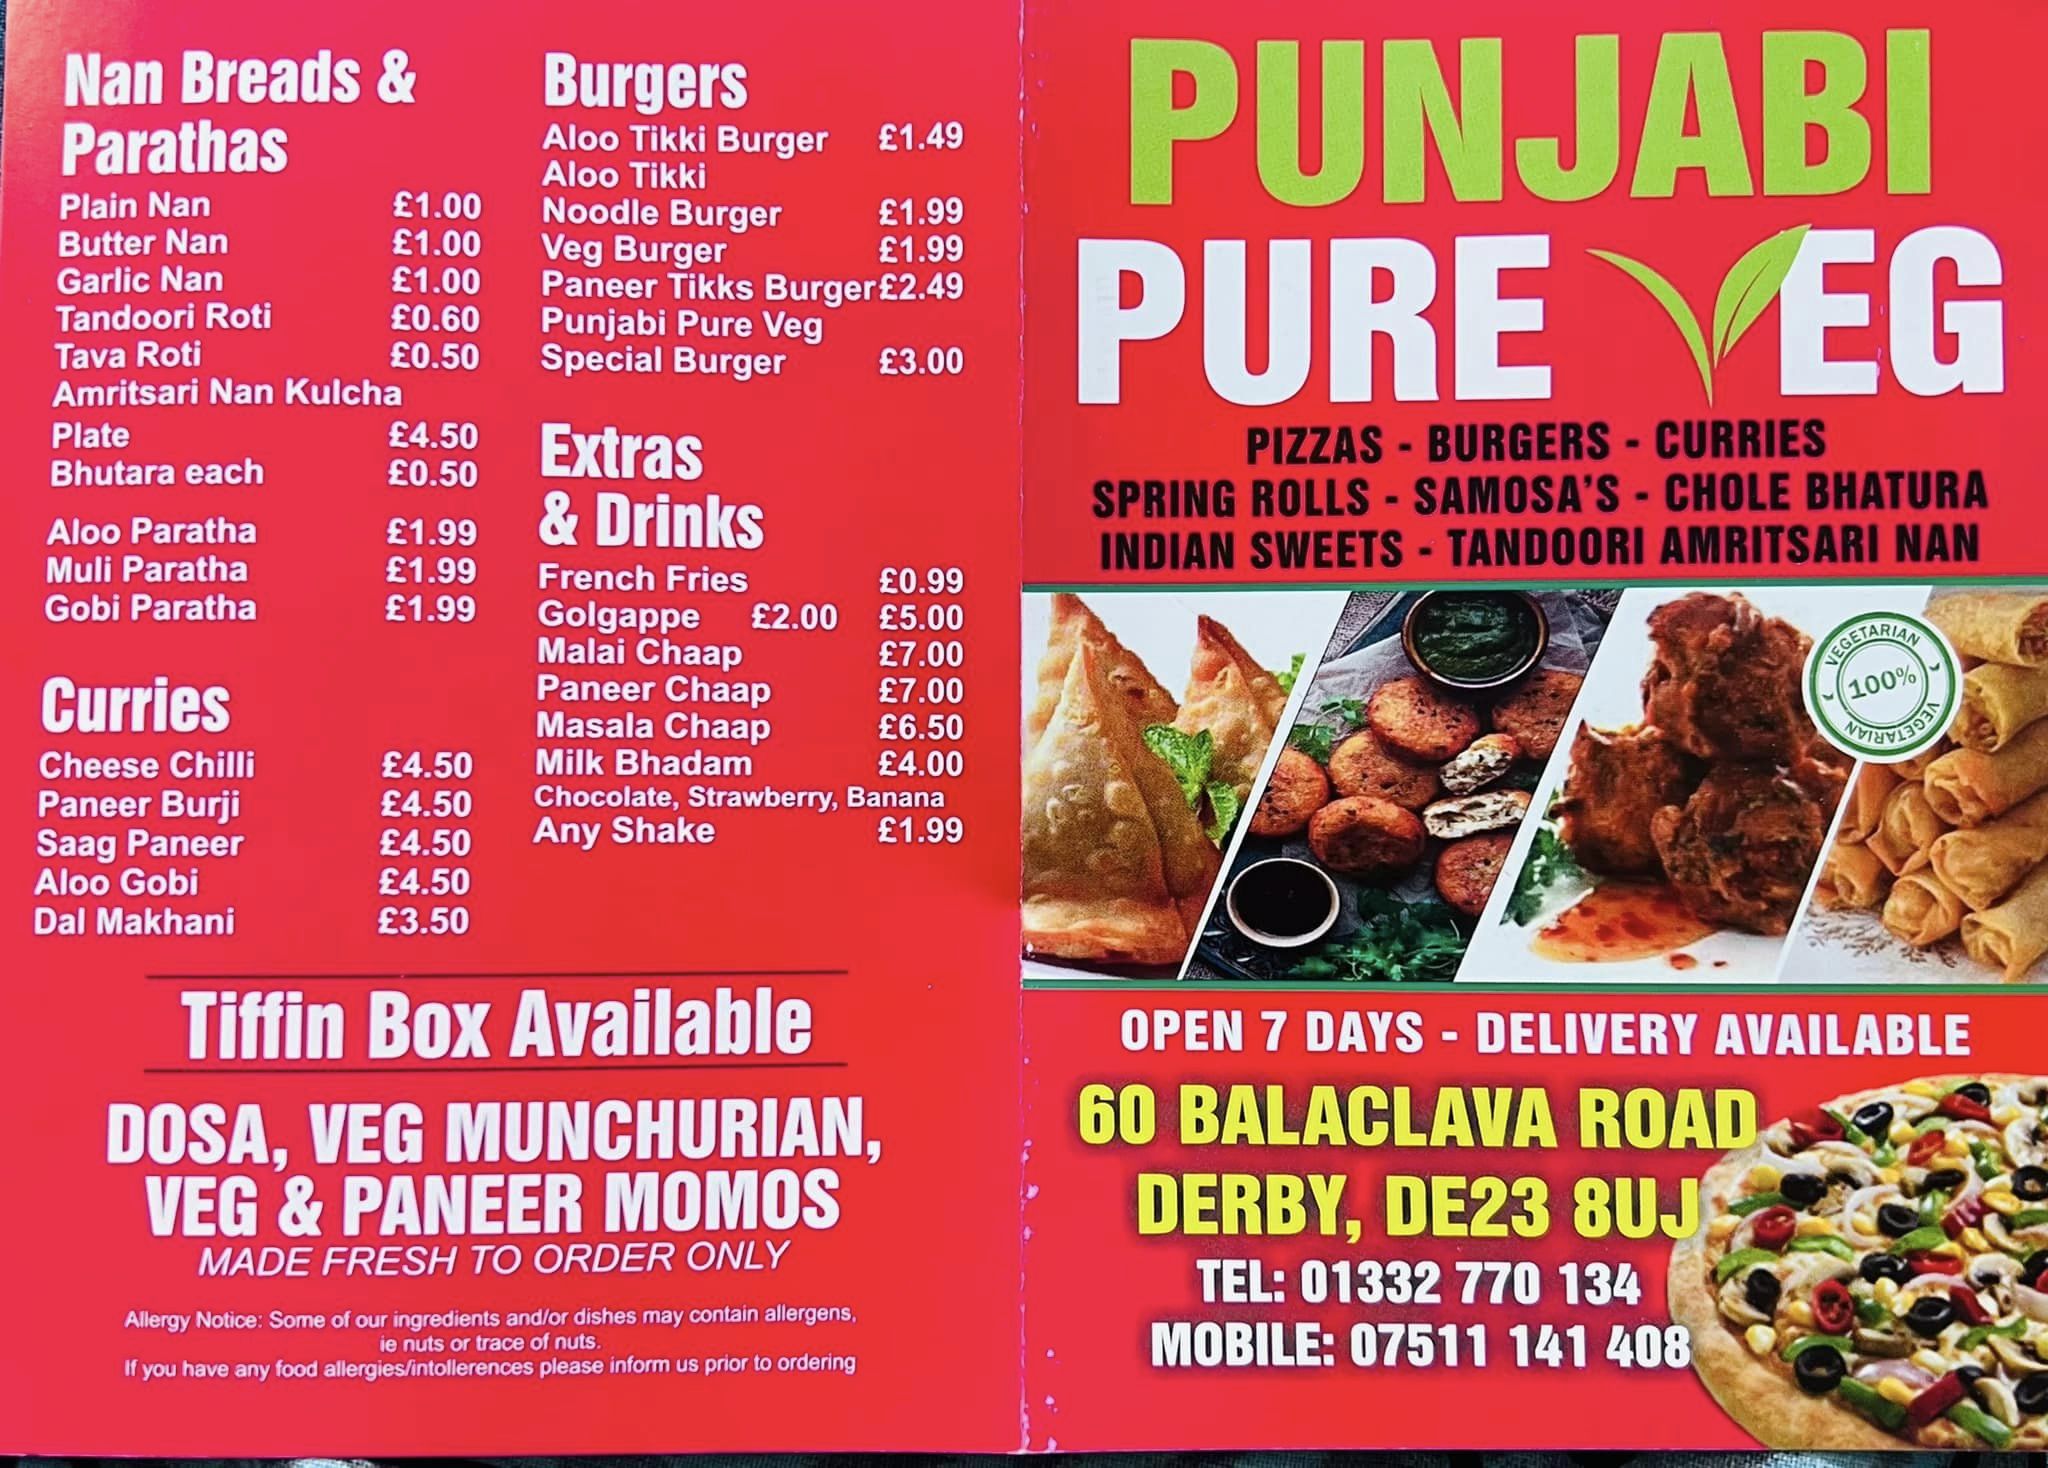 Nan Breads &
Parathas
Plain Nan £1.00
Butter Nan £1.00
Garlic Nan £1.00
Tandoori Roti £0.60
Tava Roti £0.50
Amritsari Nan Kulcha
Plate £4.50
Bhutara each £0.50
Aloo Paratha £1.99
Muli Paratha £1.99
Gobi Paratha £1.99
Curries
Cheese Chilli £4.50
Paneer Burji £4.50
Saag Paneer £4.50
Aloo Gobi £4.50
Dal Makhani £3.50
Burgers
Aloo Tikki Burger £1.49
Aloo Tikki
Noodle Burger £1.99
Veg Burger £1.99
Paneer Tikks Burger £2.49
Punjabi Pure Veg
Special Burger £3.00
Extras
& Drinks
French Fries £0.99
Golgappe £2.00 £5.00
Malai Chaap £7.00
Paneer Chaap £7.00
Masala Chaap £6.50
Milk Bhadam £4.00
Chocolate, Strawberry, Banana
Any Shake £1.99
Tiffin Box Available
DOSA, VEG MUNCHURIAN,
VEG & PANEER MOMOS
MADE FRESH TO ORDER ONLY
Allergy Notice: Some of our ingredients and/or dishes may contain allergens,
ie nuts or trace of nuts.
If you have any food allergies/intollerences please inform us prior to ordering
PUNJABI
PURE VEG
PIZZAS - BURGERS - CURRIES
SPRING ROLLS - SAMOSA'S - CHOLE BHATURA
INDIAN SWEETS - TANDOORI AMRITSARI NAN
VEGETARIAN
100%
VEGETARIAN
OPEN 7 DAYS - DELIVERY AVAILABLE
60 BALACLAVA ROAD
DERBY, DE23 8UJ
TEL: 01332 770 134
MOBILE: 07511 141 408